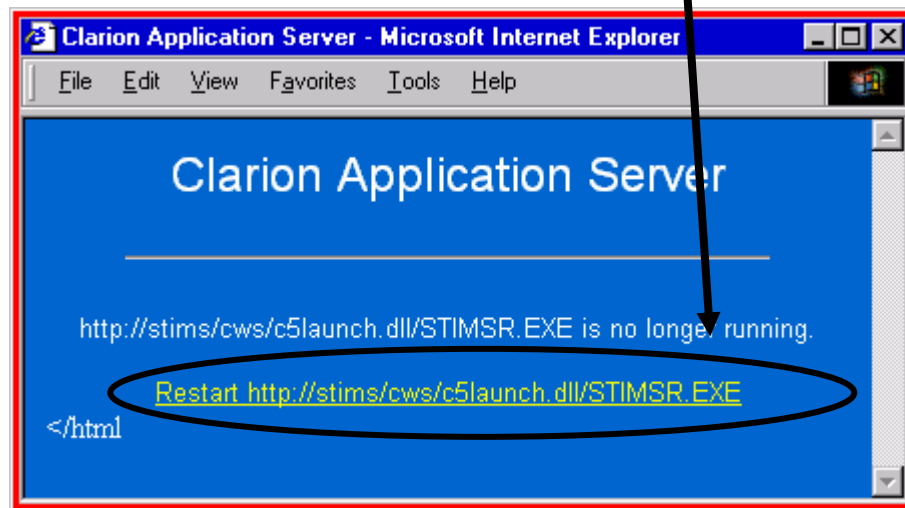 Clarion Application Server - Microsoft Internet Explorer
File Edit View Favorites Tools Help
Clarion Application Server
http://stims/cws/c5launch.dll/STIMSR.EXE is no longer running.
Restart http://stims/cws/c5launch.dll/STIMSR.EXE
</html